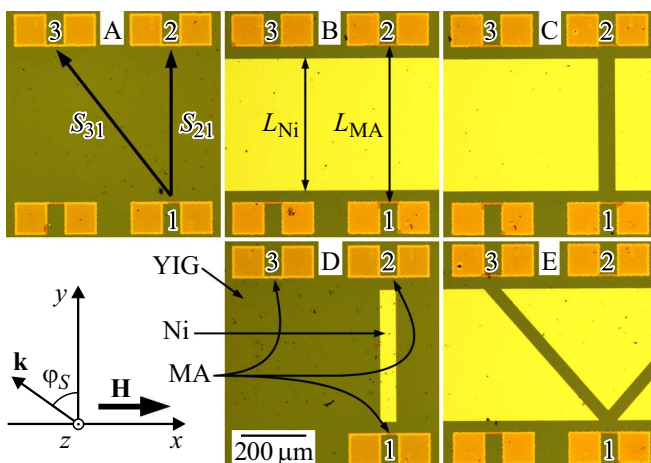 3 A 2
S31 S21
1
3 B 2
LNi LMA
1
3 C 2
1
y
k φS H
z x
YIG
Ni
MA
3 D 2
200 μm 1
3 E 2
1